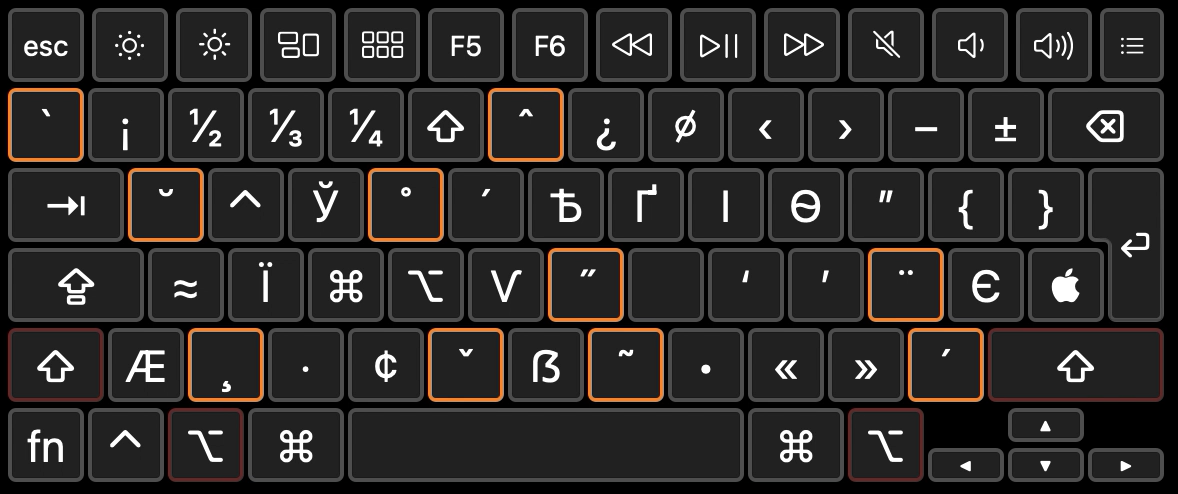 esc F5 F6
` ¡ ½ ⅓ ¼ ⇧ ˆ ¿ ∅ ‹ › – ± ⌫
⇥ ˘ ^ Ў ˚ ´ Ѣ Ґ І Ѳ " { }
≈ Ї ⌘ ⌥ Ѵ ˝ ‘ ’ ¨ Є 
⇧ Æ ¸ · ¢ ˇ ẞ ˜ • « » ´ ⇧
fn ^ ⌥ ⌘ ⌘ ⌥ ◂ ▴ ▾ ▸